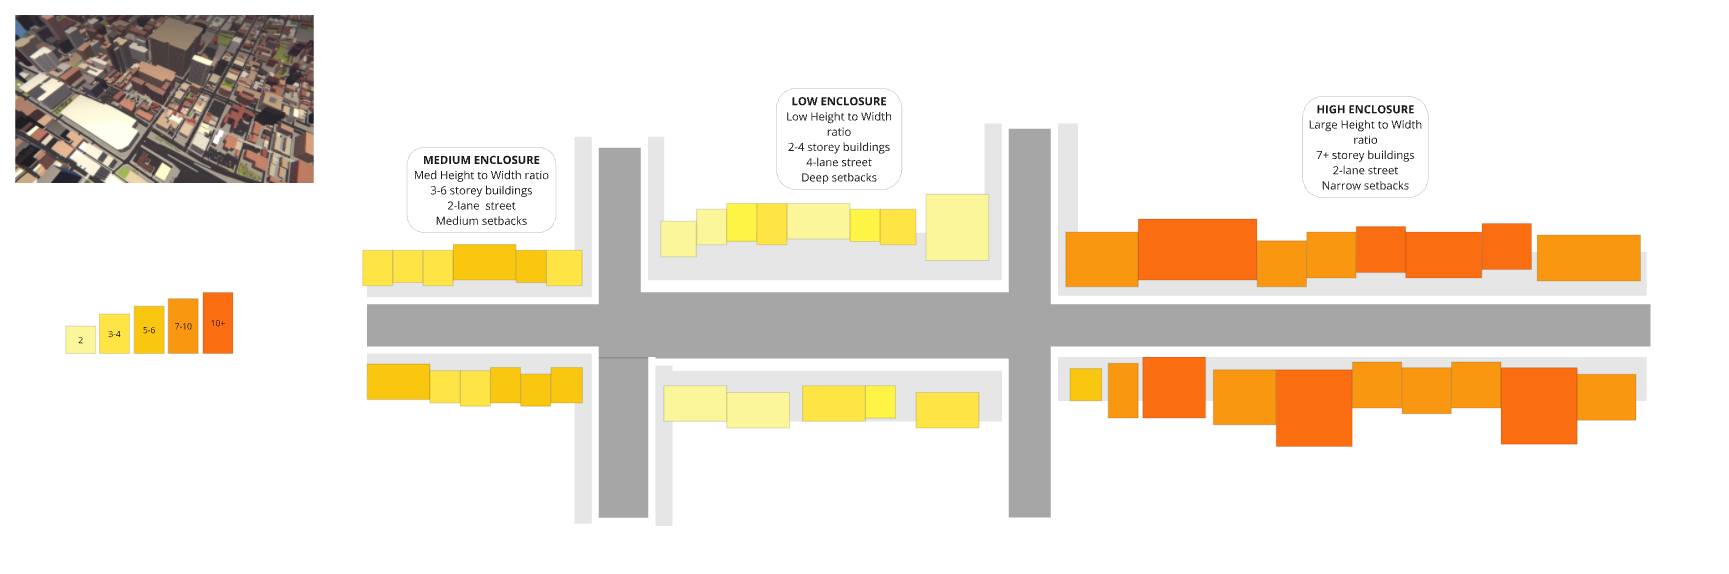 MEDIUM ENCLOSURE
Med Height to Width ratio
3-6 storey buildings
2-lane street
Medium setbacks
LOW ENCLOSURE
Low Height to Width
ratio
2-4 storey buildings
4-lane street
Deep setbacks
HIGH ENCLOSURE
Large Height to Width
ratio
7+ storey buildings
2-lane street
Narrow setbacks
2
3-4
5-6
7-10
10+